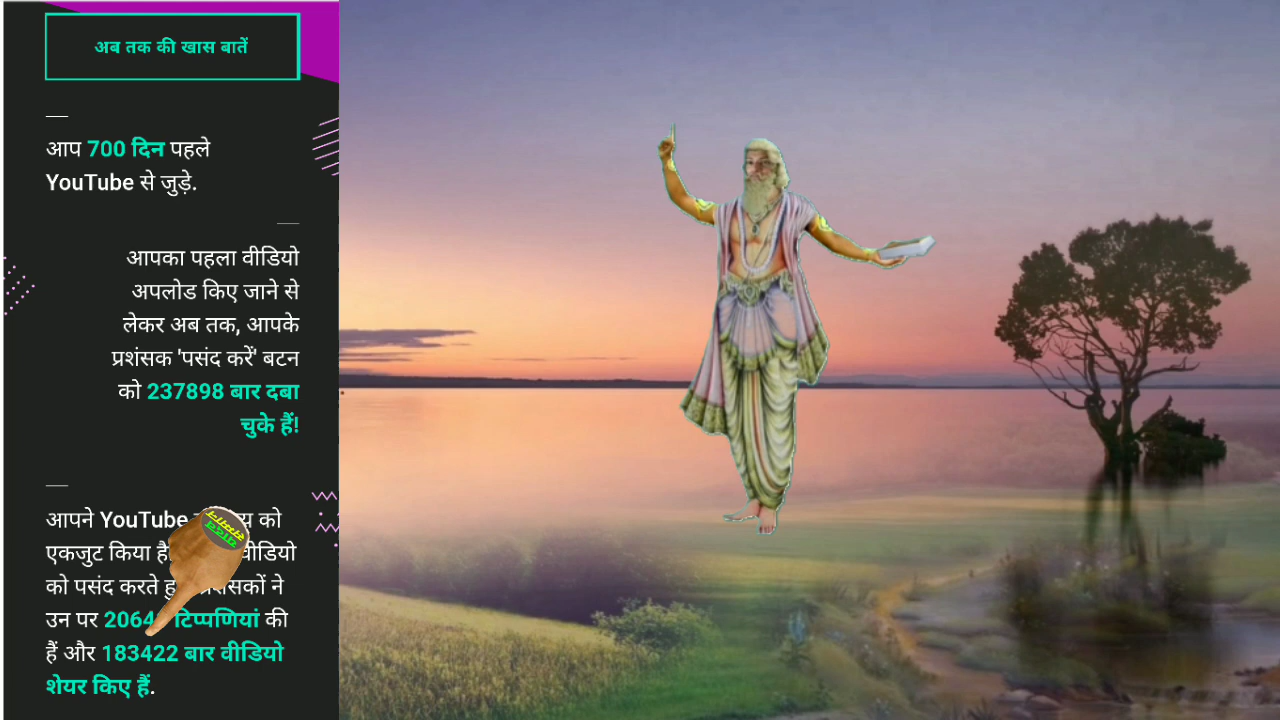 अब तक की खास बातें
आप 700 दिन पहले
YouTube से जुड़े.
आपका पहला वीडियो
अपलोड किए जाने से
लेकर अब तक, आपके
प्रशंसक 'पसंद करें' बटन
को 237898 बार दबा
चुके हैं!
आपने YouTube को
एकजुट किया
को पसंद करते
उन पर टिप्पणियां की
हैं और 183422 बार वीडियो
शेयर किए हैं.